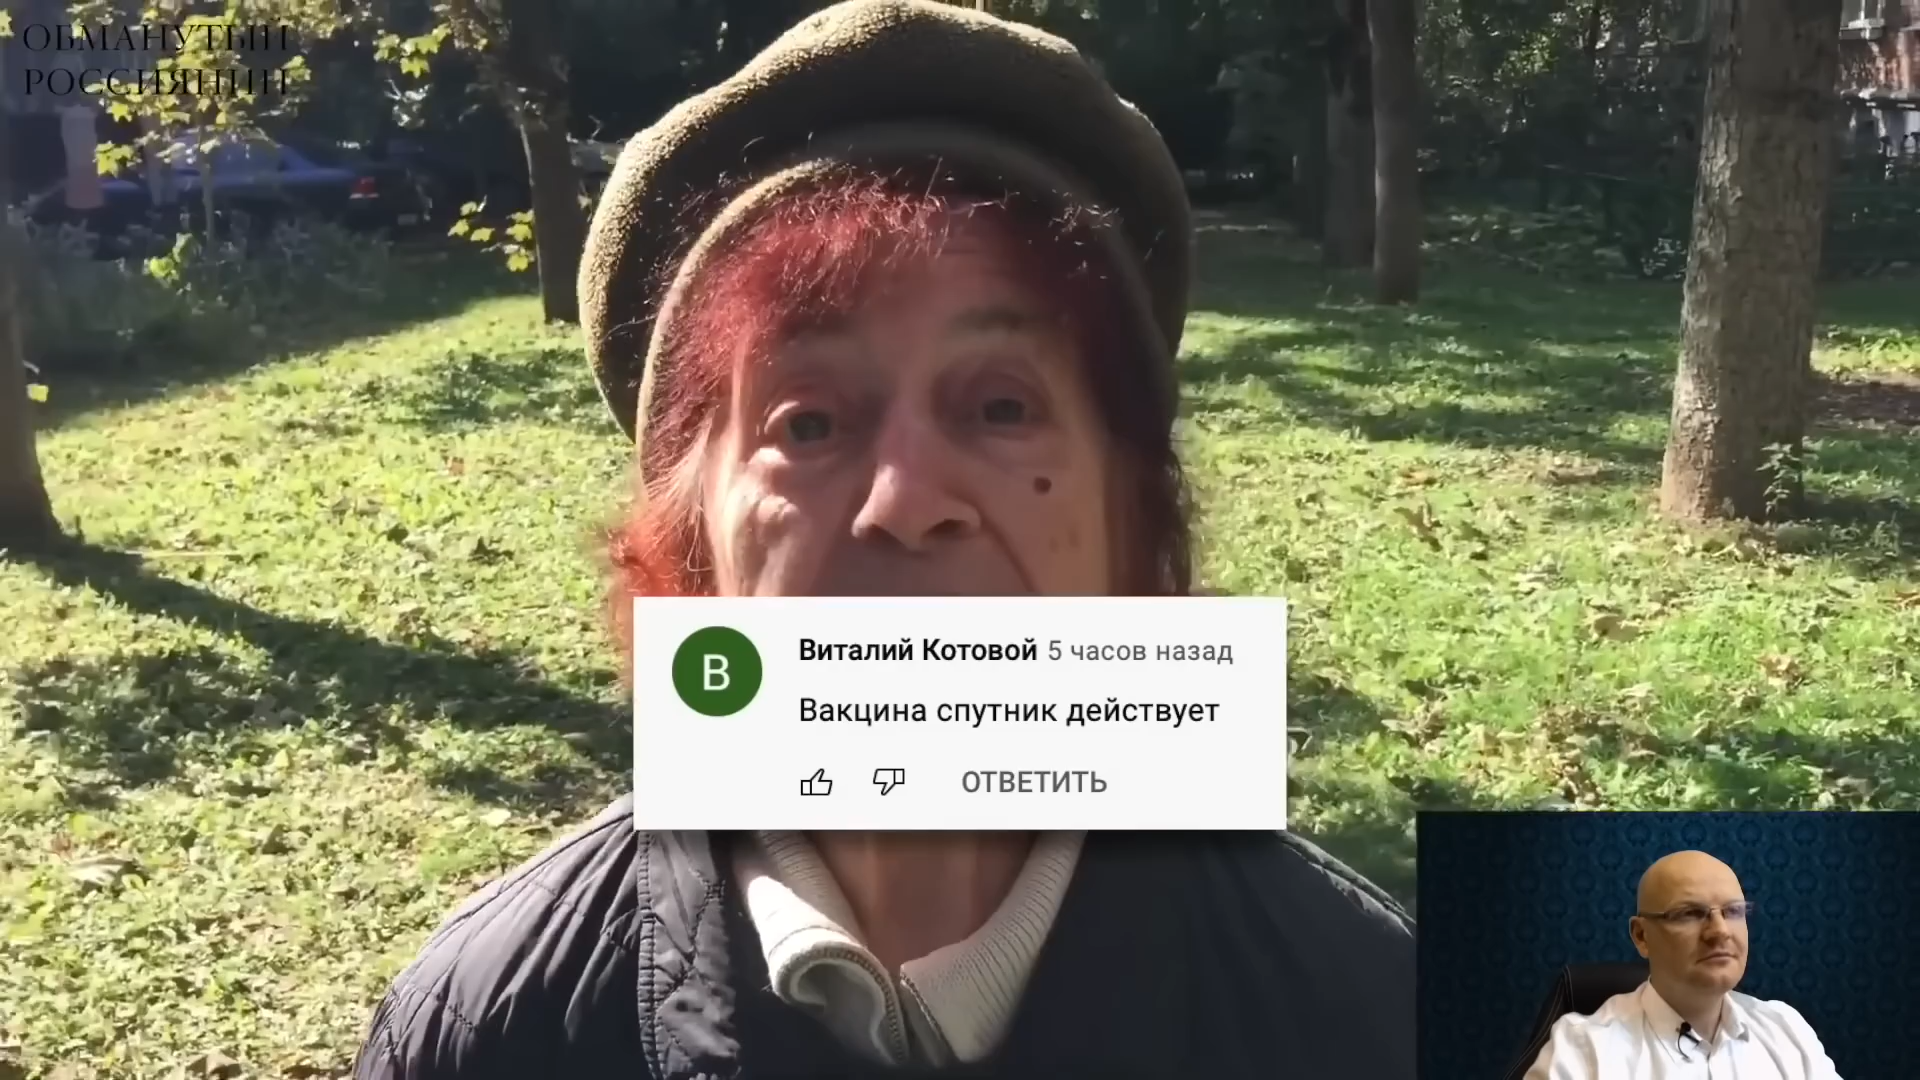 ОБМАНУТЫЙ
РОССИЯНИН
В
Виталий Котовой 5 часов назад
Вакцина спутник действует
ОТВЕТИТЬ